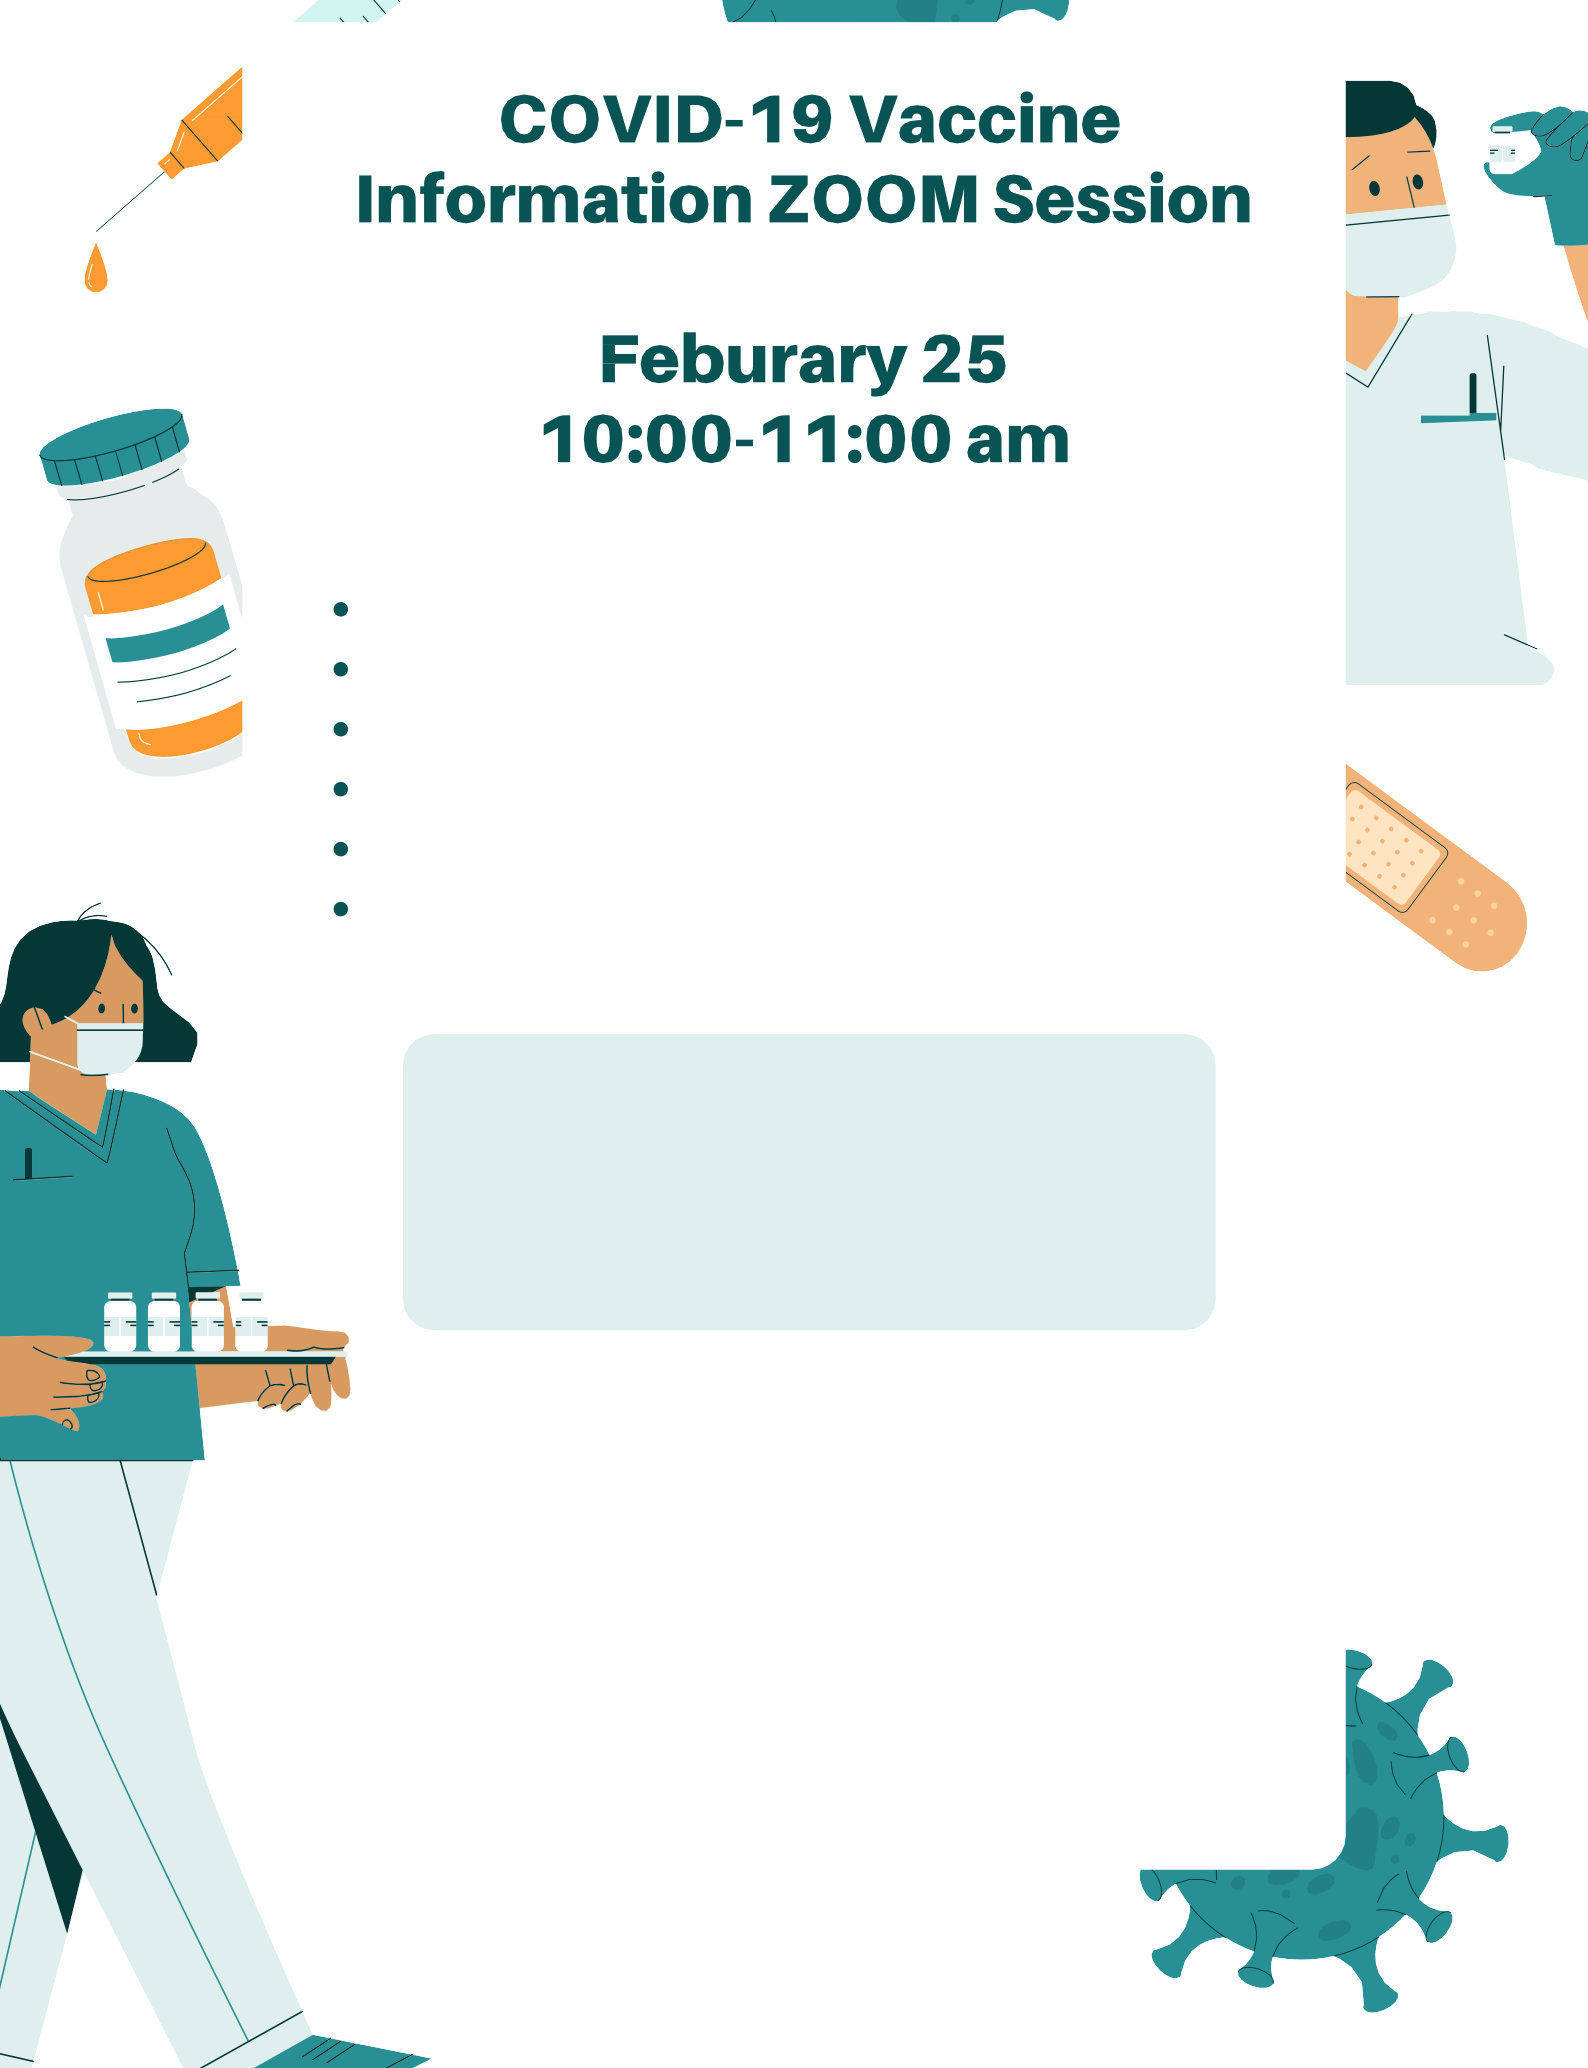 COVID-19 Vaccine
Information ZOOM Session
Feburary 25
10:00-11:00 am